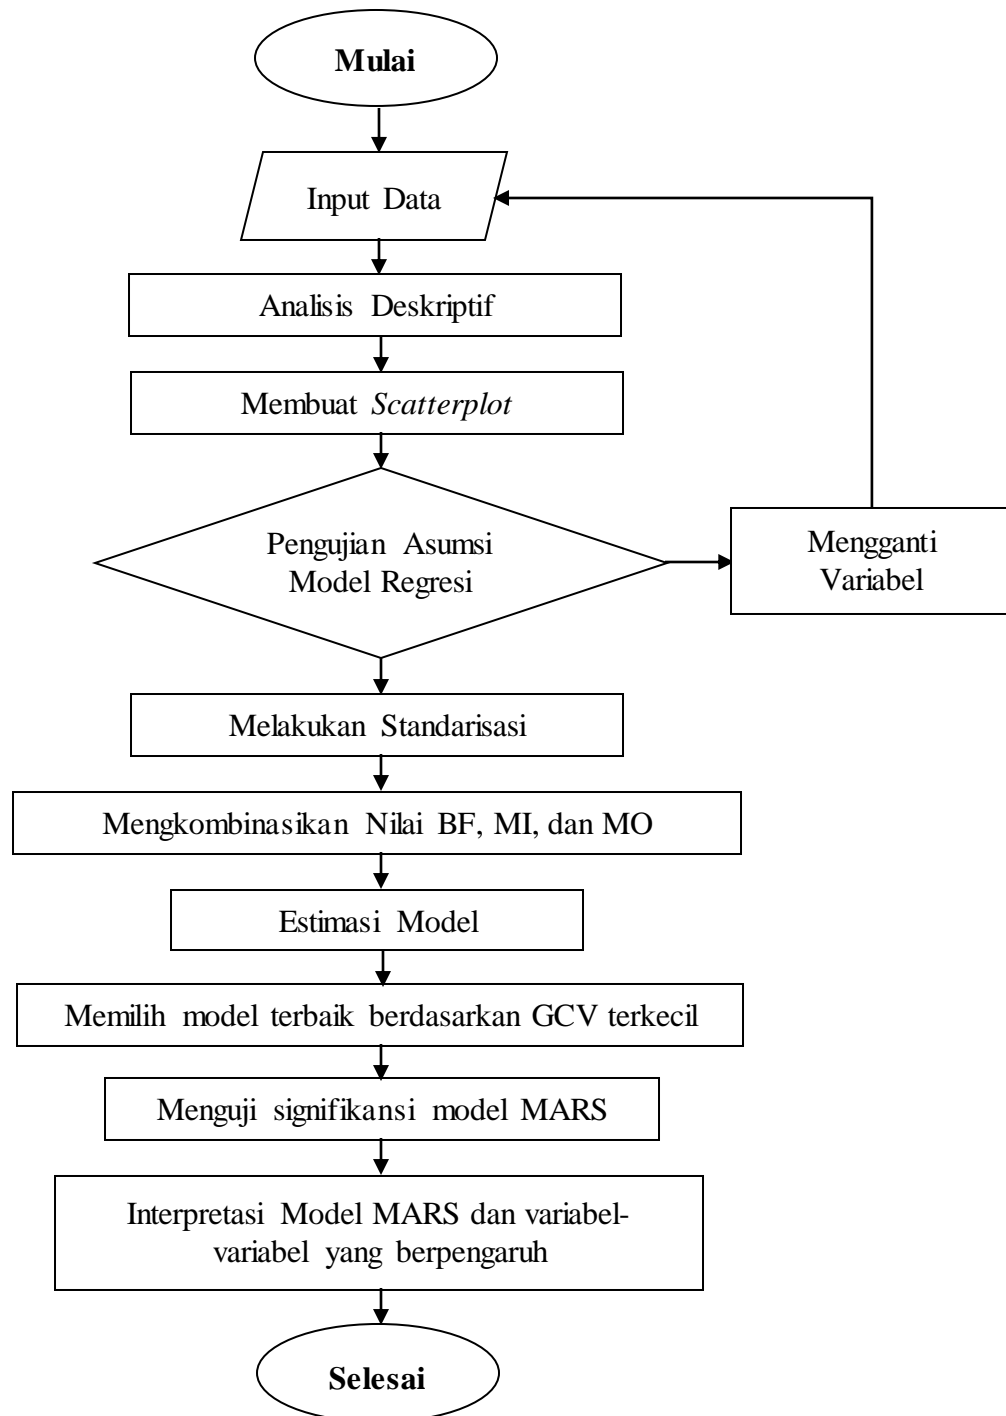 Mulai
Input Data
Analisis Deskriptif
Membuat Scatterplot
Pengujian Asumsi
Model Regresi
Mengganti
Variabel
Melakukan Standarisasi
Mengkombinasikan Nilai BF, MI, dan MO
Estimasi Model
Memilih model terbaik berdasarkan GCV terkecil
Menguji signifikansi model MARS
Interpretasi Model MARS dan variabel-
variabel yang berpengaruh
Selesai